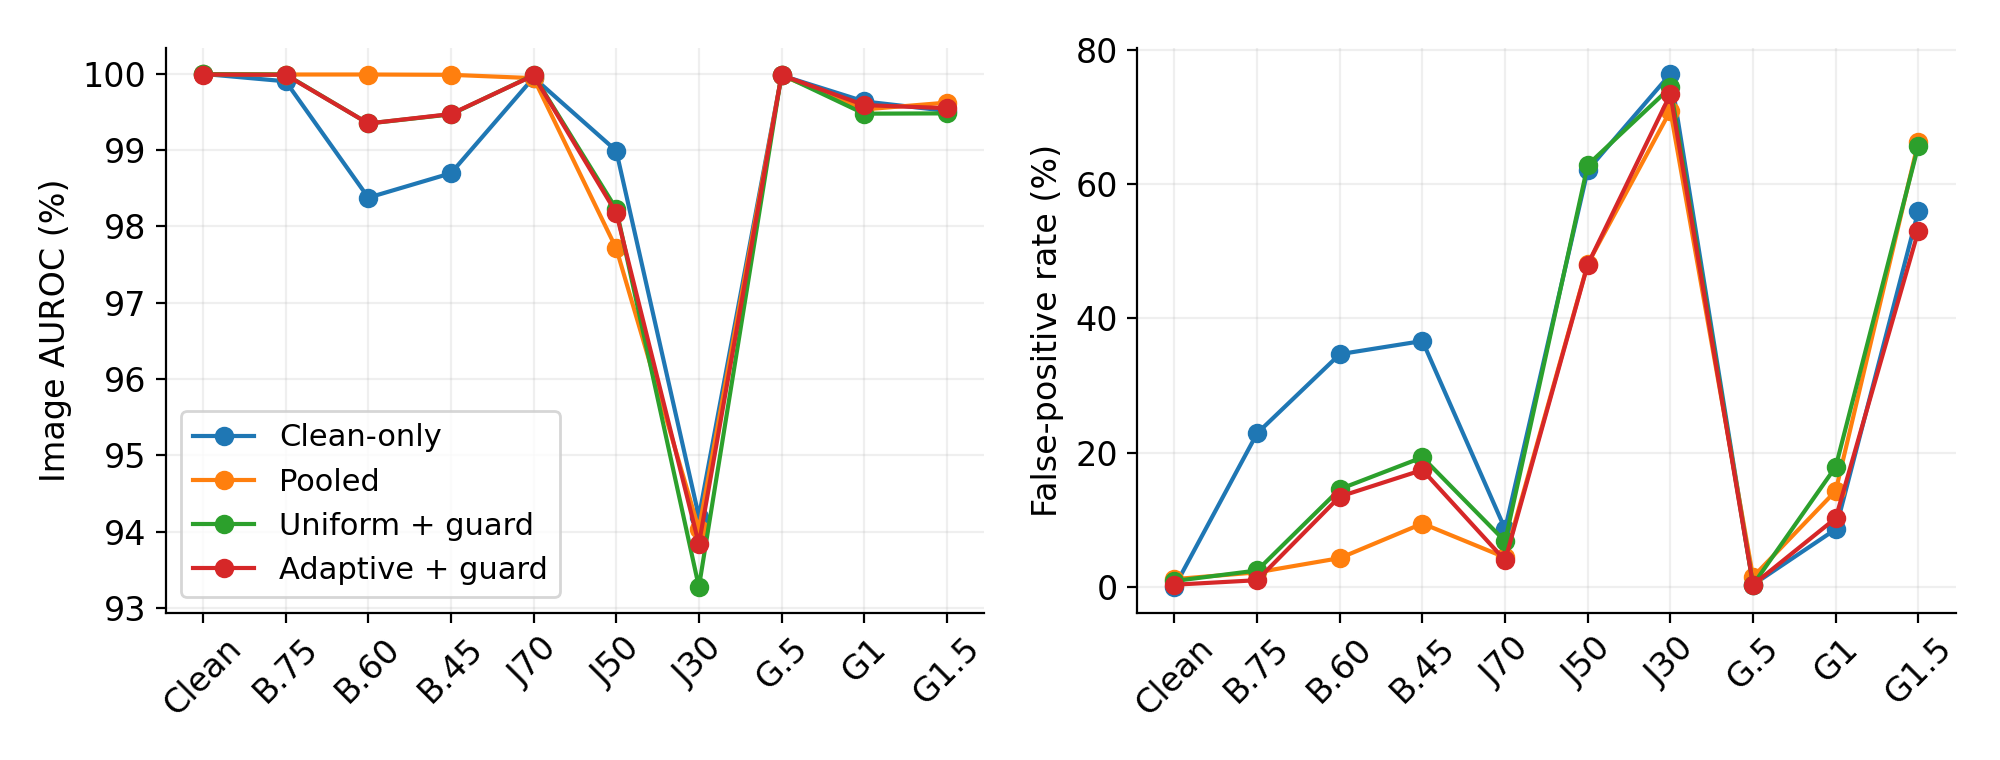 Image AUROC (%)
100
99
98
97
96
95
94
93
Clean-only
Pooled
Uniform + guard
Adaptive + guard
Clean
B.75
B.60
B.45
J70
J50
J30
G.5
G1
G1.5
False-positive rate (%)
80
60
40
20
0
Clean
B.75
B.60
B.45
J70
J50
J30
G.5
G1
G1.5